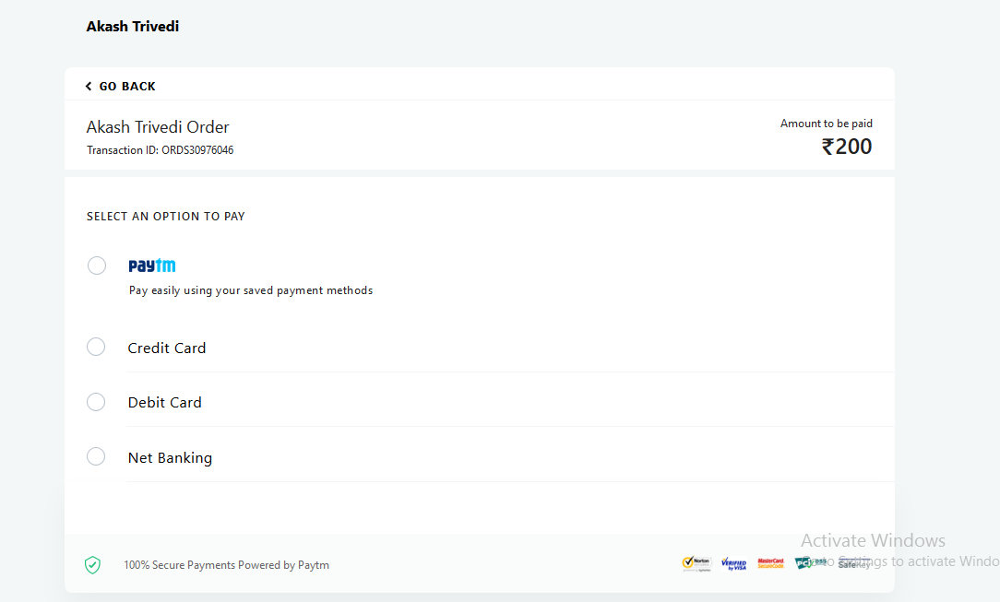 Akash Trivedi
GO BACK
Akash Trivedi Order
Transaction ID: ORDS30976046
Amount to be paid
₹200
SELECT AN OPTION TO PAY
paytm
Pay easily using your saved payment methods
Credit Card
Debit Card
Net Banking
100% Secure Payments Powered by Paytm
Norton
VERIFIED
by VISA
MasterCard
SecureCode
PCI DSS
SafeKey
Activate Windows
to Settings to activate Windo